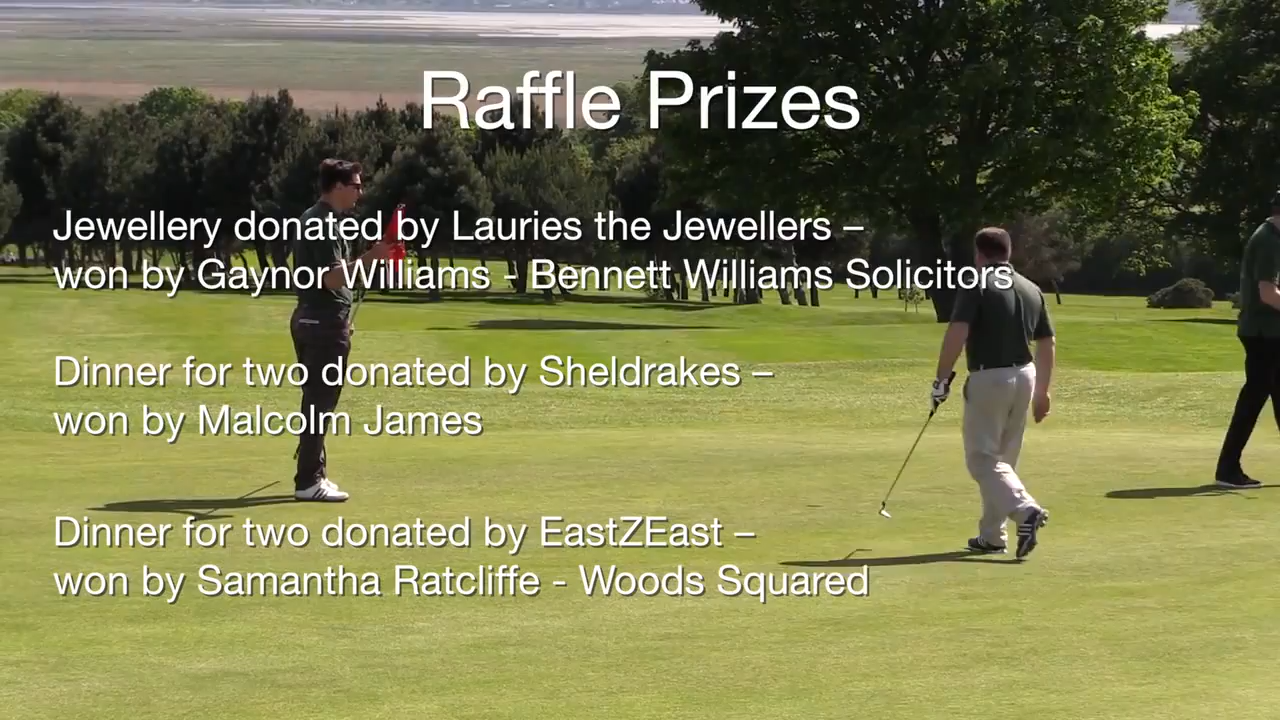 Raffle Prizes
Jewellery donated by Lauries the Jewellers –
won by Gaynor Williams - Bennett Williams Solicitors
Dinner for two donated by Sheldrakes –
won by Malcolm James
Dinner for two donated by EastZEast –
won by Samantha Ratcliffe - Woods Squared